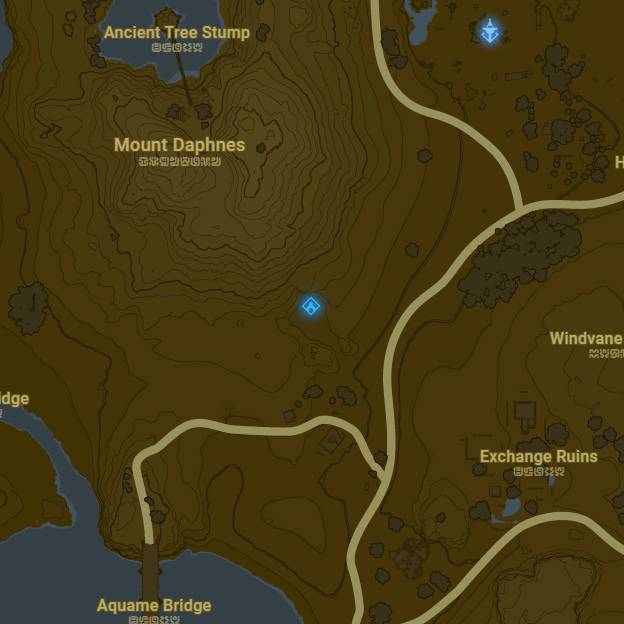 Ancient Tree Stump
Mount Daphnes
H
Windvane
idge
Exchange Ruins
Aquame Bridge